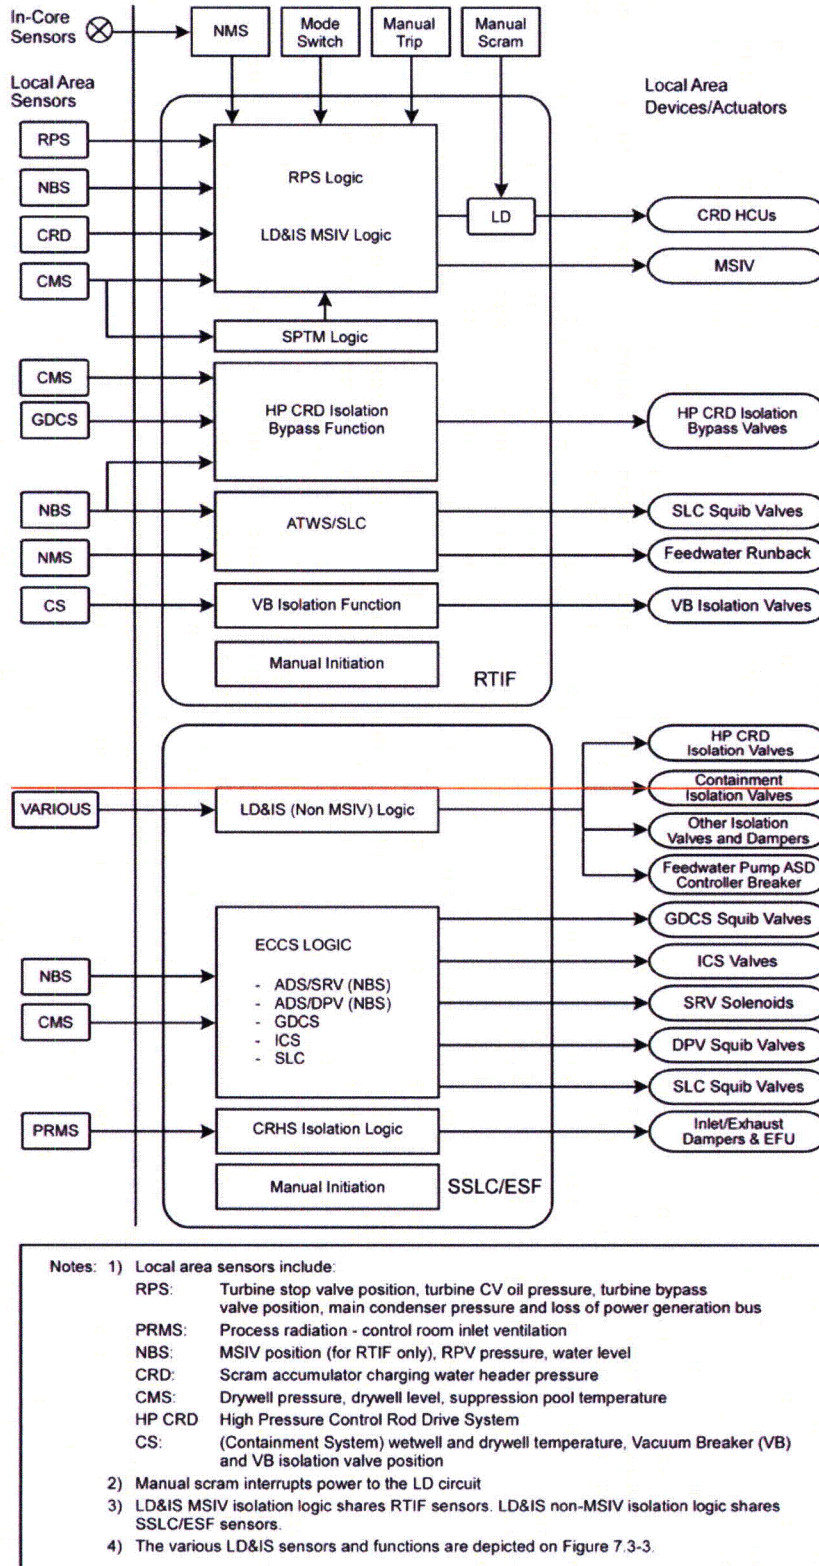 In-Core
Sensors
NMS
Mode
Switch
Manual
Trip
Manual
Scram
Local Area
Sensors
Local Area
Devices/Actuators
RPS
NBS
CRD
CMS
RPS Logic
LD&IS MSIV Logic
LD
CRD HCUs
MSIV
SPTM Logic
CMS
GDCS
HP CRD Isolation
Bypass Function
HP CRD Isolation
Bypass Valves
NBS
NMS
ATWS/SLC
SLC Squib Valves
Feedwater Runback
CS
VB Isolation Function
VB Isolation Valves
Manual Initiation
RTIF
HP CRD
Isolation Valves
VARIOUS
LD&IS (Non MSIV) Logic
Containment
Isolation Valves
Other Isolation
Valves and Dampers
Feedwater Pump ASD
Controller Breaker
NBS
CMS
ECCS LOGIC
- ADS/SRV (NBS)
- ADS/DPV (NBS)
- GDCS
- ICS
- SLC
GDCS Squib Valves
ICS Valves
SRV Solenoids
DPV Squib Valves
SLC Squib Valves
PRMS
CRHS Isolation Logic
Inlet/Exhaust
Dampers & EFU
Manual Initiation
SSLC/ESF
Notes: 1) Local area sensors include:
RPS: Turbine stop valve position, turbine CV oil pressure, turbine bypass
valve position, main condenser pressure and loss of power generation bus
PRMS: Process radiation - control room inlet ventilation
NBS: MSIV position (for RTIF only), RPV pressure, water level
CRD: Scram accumulator charging water header pressure
CMS: Drywell pressure, drywell level, suppression pool temperature
HP CRD High Pressure Control Rod Drive System
CS: (Containment System) wetwell and drywell temperature, Vacuum Breaker (VB)
and VB isolation valve position
2) Manual scram interrupts power to the LD circuit
3) LD&IS MSIV isolation logic shares RTIF sensors. LD&IS non-MSIV isolation logic shares
SSLC/ESF sensors.
4) The various LD&IS sensors and functions are depicted on Figure 7.3-3.